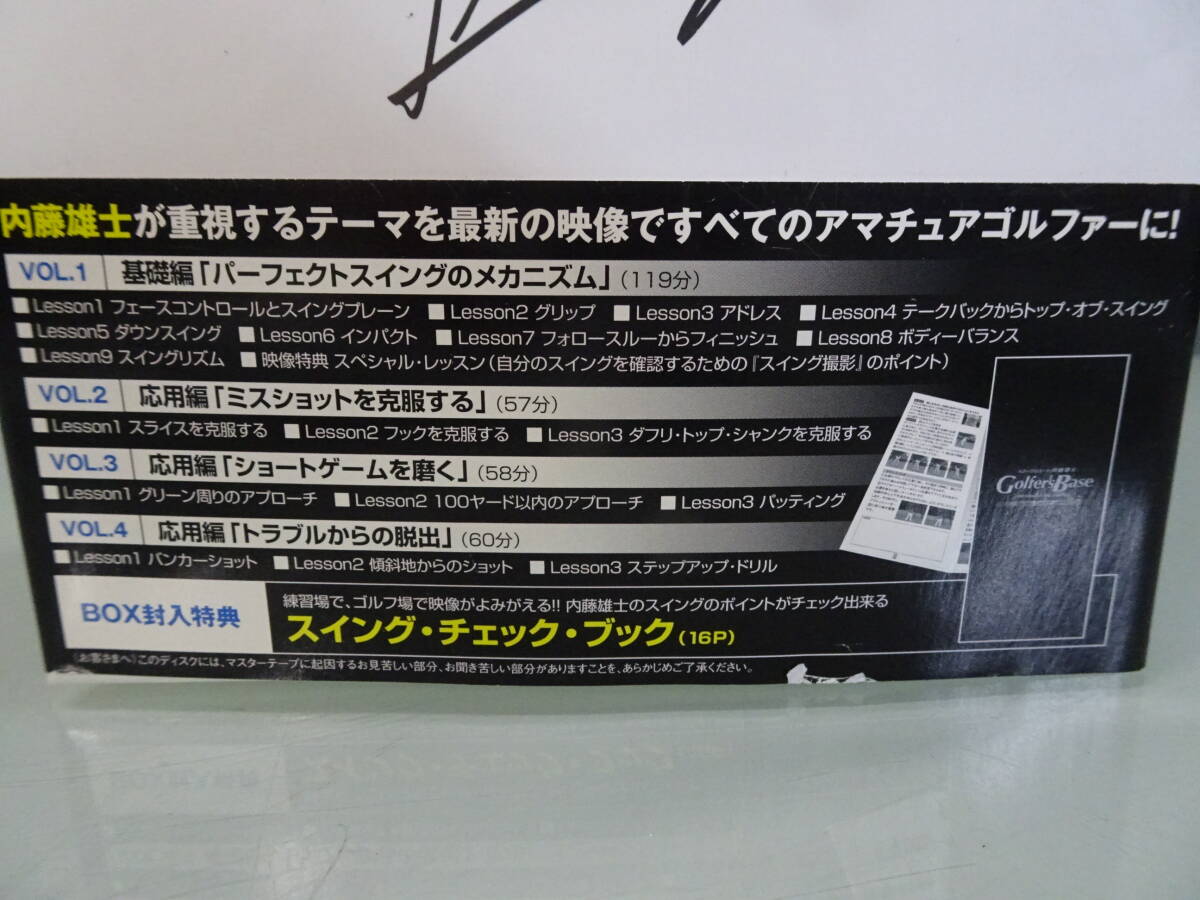 内藤雄士が重視するテーマを最新の映像ですべてのアマチュアゴルファーに!
VOL.1 基礎編「パーフェクトスイングのメカニズム」(119分)
■Lesson1 フェースコントロールとスイングプレーン ■Lesson2 グリップ ■Lesson3 アドレス ■Lesson4 テークバックからトップ・オブ・スイング
■Lesson5 ダウンスイング ■Lesson6 インパクト ■Lesson7 フォロースルーからフィニッシュ ■Lesson8 ボディーバランス
■Lesson9 スイングリズム ■映像特典 スペシャル・レッスン(自分のスイングを確認するための『スイング撮影』のポイント)
VOL.2 応用編「ミスショットを克服する」(57分)
■Lesson1 スライスを克服する ■Lesson2 フックを克服する ■Lesson3 ダフリ・トップ・シャンクを克服する
VOL.3 応用編「ショートゲームを磨く」(58分)
■Lesson1 グリーン周りのアプローチ ■Lesson2 100ヤード以内のアプローチ ■Lesson3 パッティング
VOL.4 応用編「トラブルからの脱出」(60分)
■Lesson1 バンカーショット ■Lesson2 傾斜地からのショット ■Lesson3 ステップアップ・ドリル
BOX封入特典
練習場で、ゴルフ場で映像がよみがえる!! 内藤雄士のスイングのポイントがチェック出来る
スイング・チェック・ブック(16P)
(お客さまへ)このディスクには、マスターテープに起因するお見苦しい部分、お聞き苦しい部分がありますことを、あらかじめご了承ください。
Golfer's Base